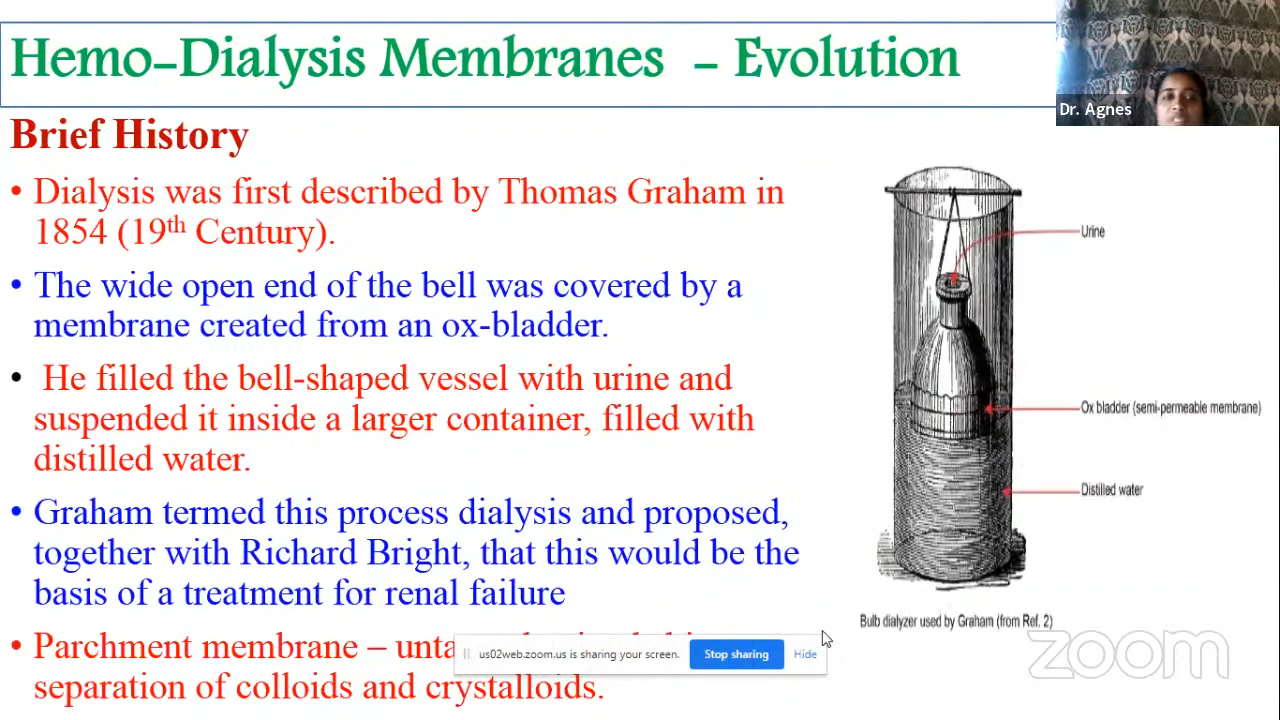 Hemo-Dialysis Membranes - Evolution
Dr. Agnes
Brief History
• Dialysis was first described by Thomas Graham in
1854 (19th Century).
• The wide open end of the bell was covered by a
membrane created from an ox-bladder.
• He filled the bell-shaped vessel with urine and
suspended it inside a larger container, filled with
distilled water.
• Graham termed this process dialysis and proposed,
together with Richard Bright, that this would be the
basis of a treatment for renal failure
• Parchment membrane –
separation of colloids and crystalloids.
Urine
Ox bladder (semi-permeable membrane)
Distilled water
Bulb dialyzer used by Graham (from Ref. 2)
us02web.zoom.us is sharing your screen.
Stop sharing
Hide
zoom